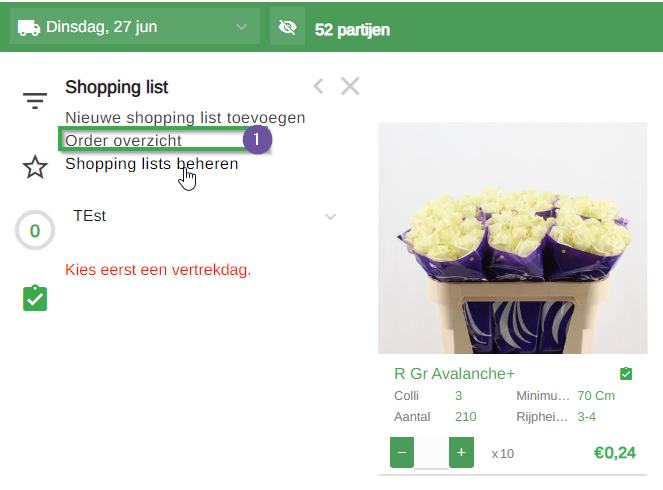 Dinsdag, 27 jun
52 partijen
Shopping list
Nieuwe shopping list toevoegen
Order overzicht 1
Shopping lists beheren
0 TEst
Kies eerst een vertrekdag.
R Gr Avalanche+
Colli 3 Minimu... 70 Cm
Aantal 210 Rijphei... 3-4
− + x10 €0,24